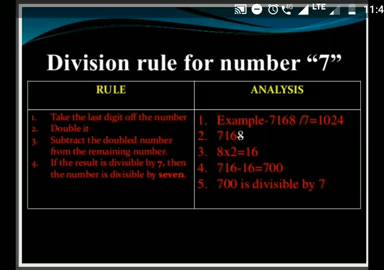 LTE 11:4
Division rule for number “7”
RULE
ANALYSIS
1. Take the last digit off the number
2. Double it
3. Subtract the doubled number
from the remaining number.
4. If the result is divisible by 7, then
the number is divisible by seven.
1. Example-7168 /7=1024
2. 7168
3. 8x2=16
4. 716-16=700
5. 700 is divisible by 7